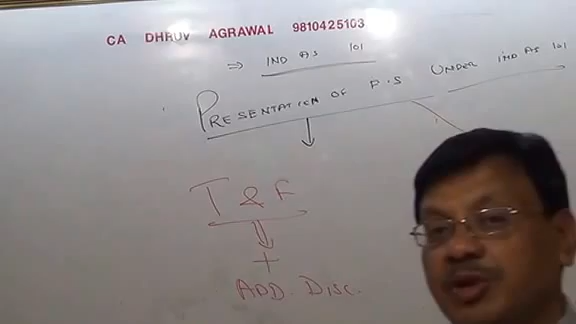 CA DHRUV AGRAWAL 9810425103
⇒ IND AS 101
PRESENTATION OF F.S UNDER IND AS 101
T & F
+
ADD. DISC.